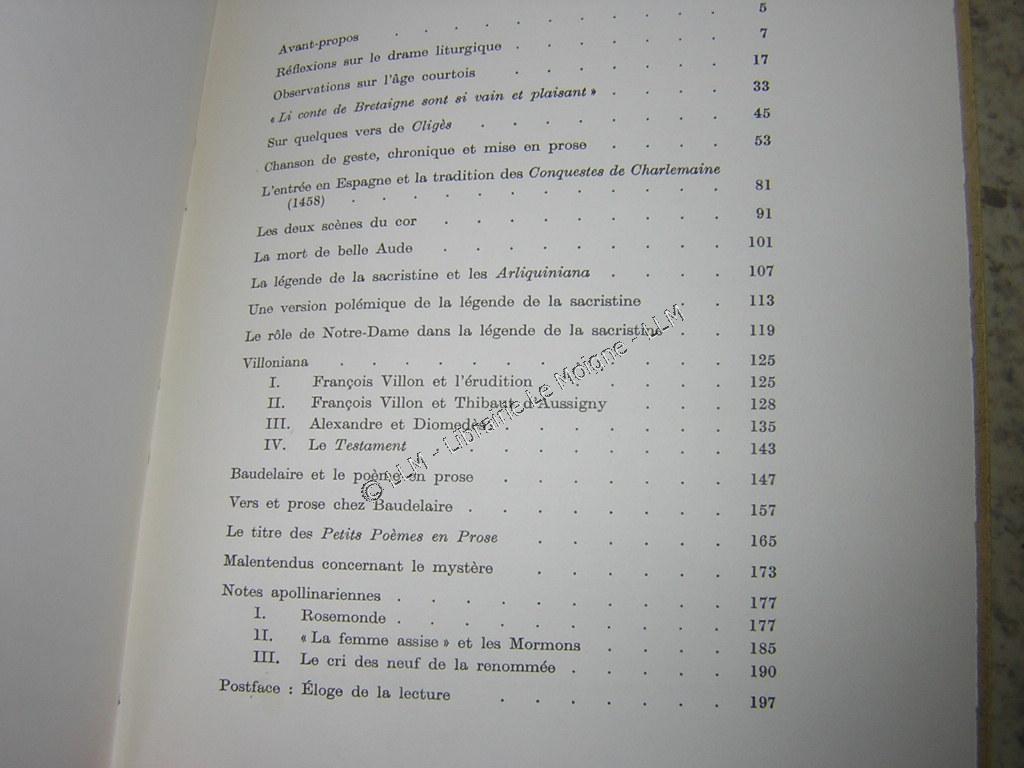 Avant-propos . . . . . . . . . . 5
Réflexions sur le drame liturgique . . . . . . . 7
Observations sur l'âge courtois . . . . . . . 17
« Li conte de Bretaigne sont si vain et plaisant » . . . . 33
Sur quelques vers de Cligès . . . . . . . 45
Chanson de geste, chronique et mise en prose . . . . 53
L'entrée en Espagne et la tradition des Conquestes de Charlemaine
(1458) . . . . . . . . . . 81
Les deux scènes du cor . . . . . . . . . 91
La mort de belle Aude . . . . . . . . 101
La légende de la sacristine et les Arliquiniana . . . . 107
Une version polémique de la légende de la sacristine . . 113
Le rôle de Notre-Dame dans la légende de la sacristine . . 119
Villoniana . . . . . . . . . . . 125
I. François Villon et l'érudition . . . . . 125
II. François Villon et Thibaut d'Aussigny . . . 128
III. Alexandre et Diomedès . . . . . . . 135
IV. Le Testament . . . . . . . . 143
Baudelaire et le poème en prose . . . . . . . 147
Vers et prose chez Baudelaire . . . . . . . . 157
Le titre des Petits Poèmes en Prose . . . . . . 165
Malentendus concernant le mystère . . . . . . 173
Notes apollinariennes . . . . . . . . . . 177
I. Rosemonde . . . . . . . . . . 177
II. « La femme assise » et les Mormons . . . . 185
III. Le cri des neuf de la renommée . . . . . 190
Postface : Éloge de la lecture . . . . . . . 197
© LLM - Librairie Le Moigne - LLM